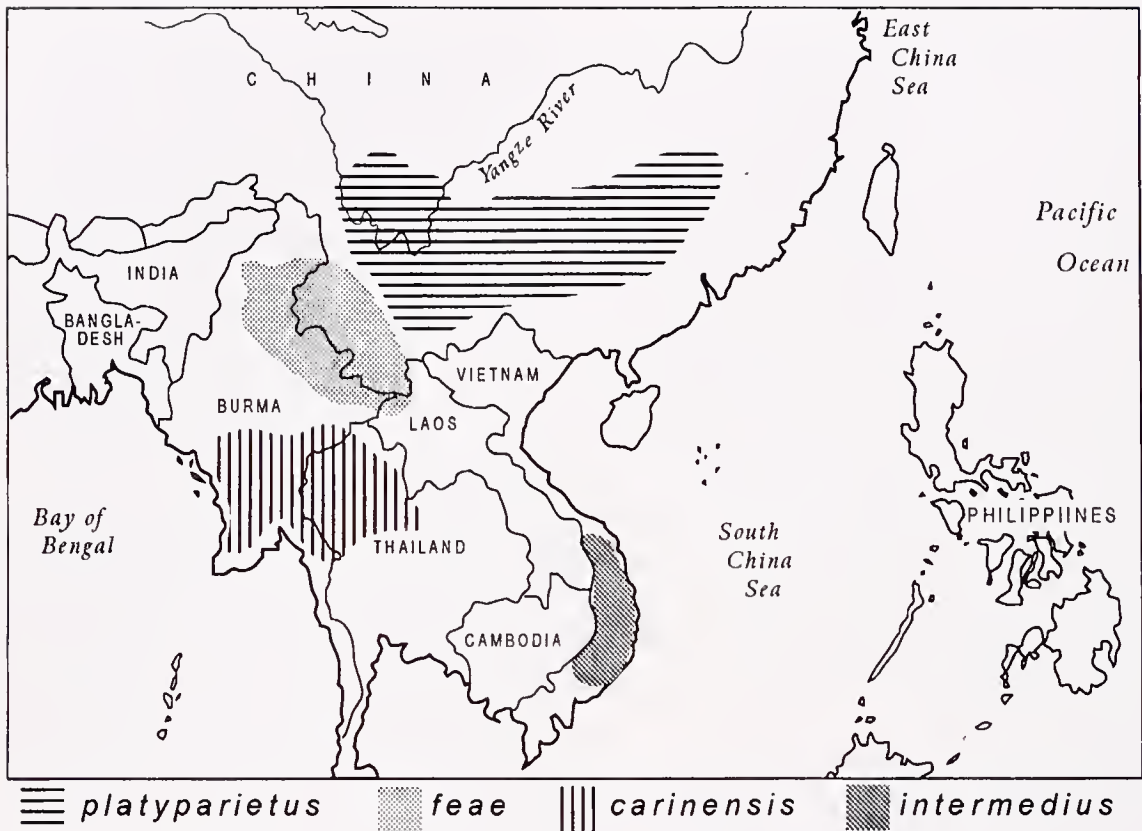 East
China
Sea
CHINA
Yangze River
Pacific
Ocean
INDIA
BANGLA-
DESH
VIETNAM
BURMA
LAOS
Bay of
Bengal
THAILAND
South
China
Sea
PHILIPPIINES
CAMBODIA
platyparietus feae carinensis intermedius